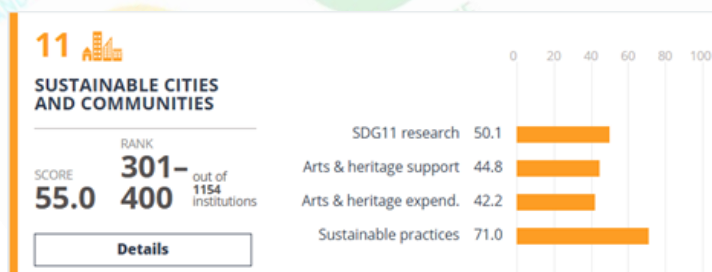 11
SUSTAINABLE CITIES
AND COMMUNITIES
SCORE
55.0
RANK
301–
400
out of
1154
institutions
Details
0 20 40 60 80 100
SDG11 research 50.1
Arts & heritage support 44.8
Arts & heritage expend. 42.2
Sustainable practices 71.0